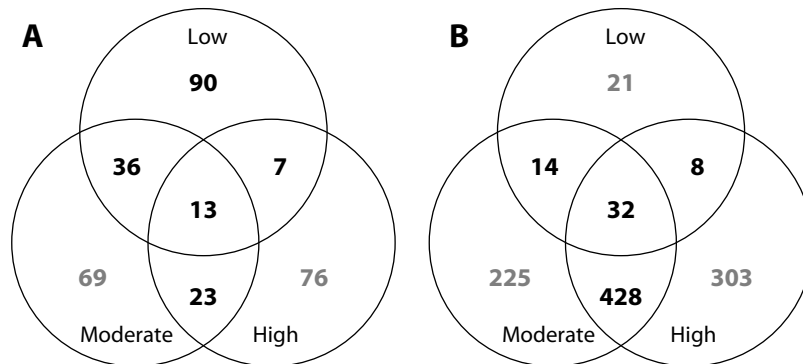 A
Low
90
36
7
13
69
23
76
Moderate
High
B
Low
21
14
8
32
225
428
303
Moderate
High